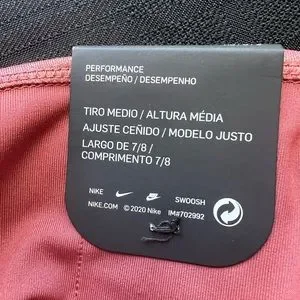 PERFORMANCE
DESEMPEÑO / DESEMPENHO
TIRO MEDIO / ALTURA MÉDIA
AJUSTE CEÑIDO / MODELO JUSTO
LARGO DE 7/8 /
COMPRIMENTO 7/8
NIKE SWOOSH
NIKE.COM © 2020 Nike IM#702992